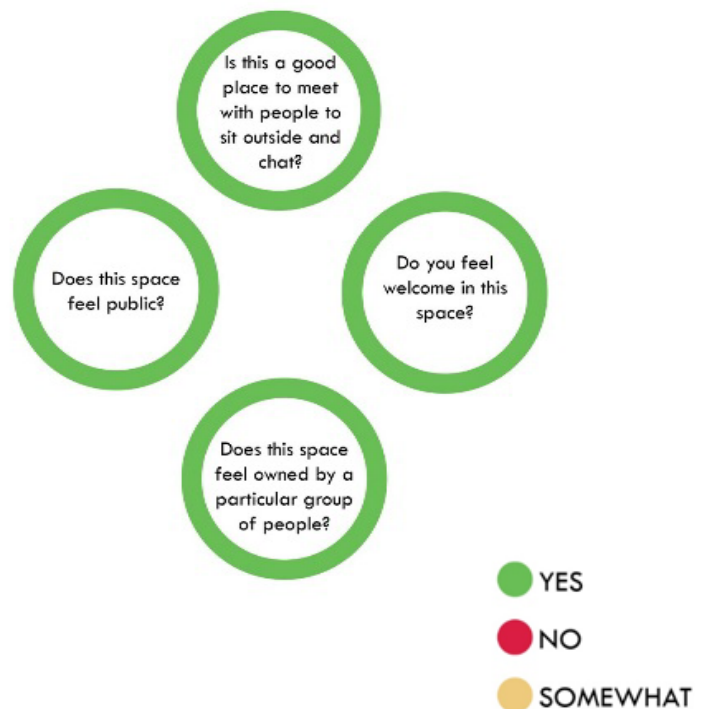 Is this a good
place to meet
with people to
sit outside and
chat?
Does this space
feel public?
Do you feel
welcome in this
space?
Does this space
feel owned by a
particular group
of people?
YES
NO
SOMEWHAT